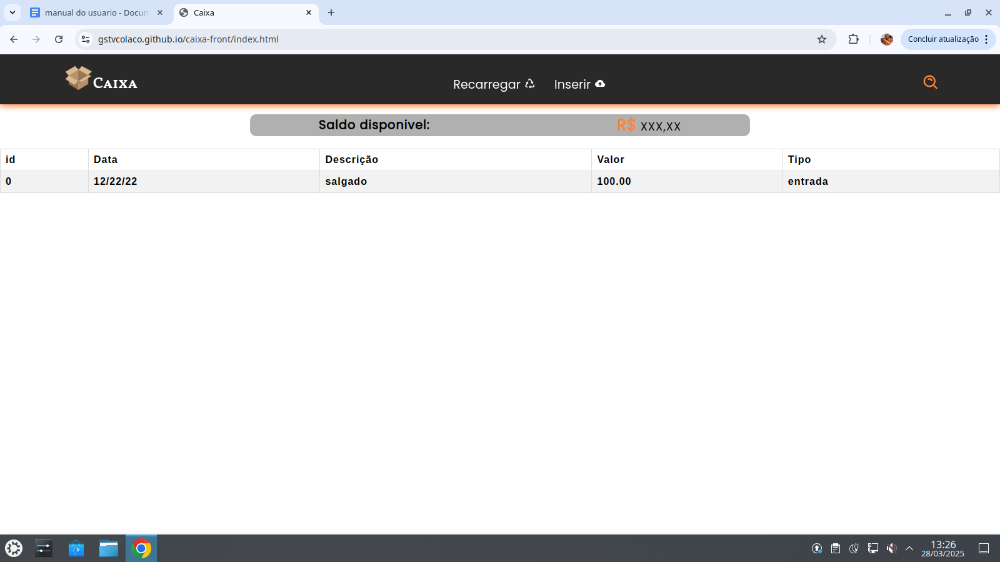 manual do usuario - Docum
Caixa
gstvcolaco.github.io/caixa-front/index.html
Concluir atualização
Caixa
Recarregar
Inserir
Saldo disponivel: R$ xxx,xx
id Data Descrição Valor Tipo
0 12/22/22 salgado 100.00 entrada
13:26
28/03/2025